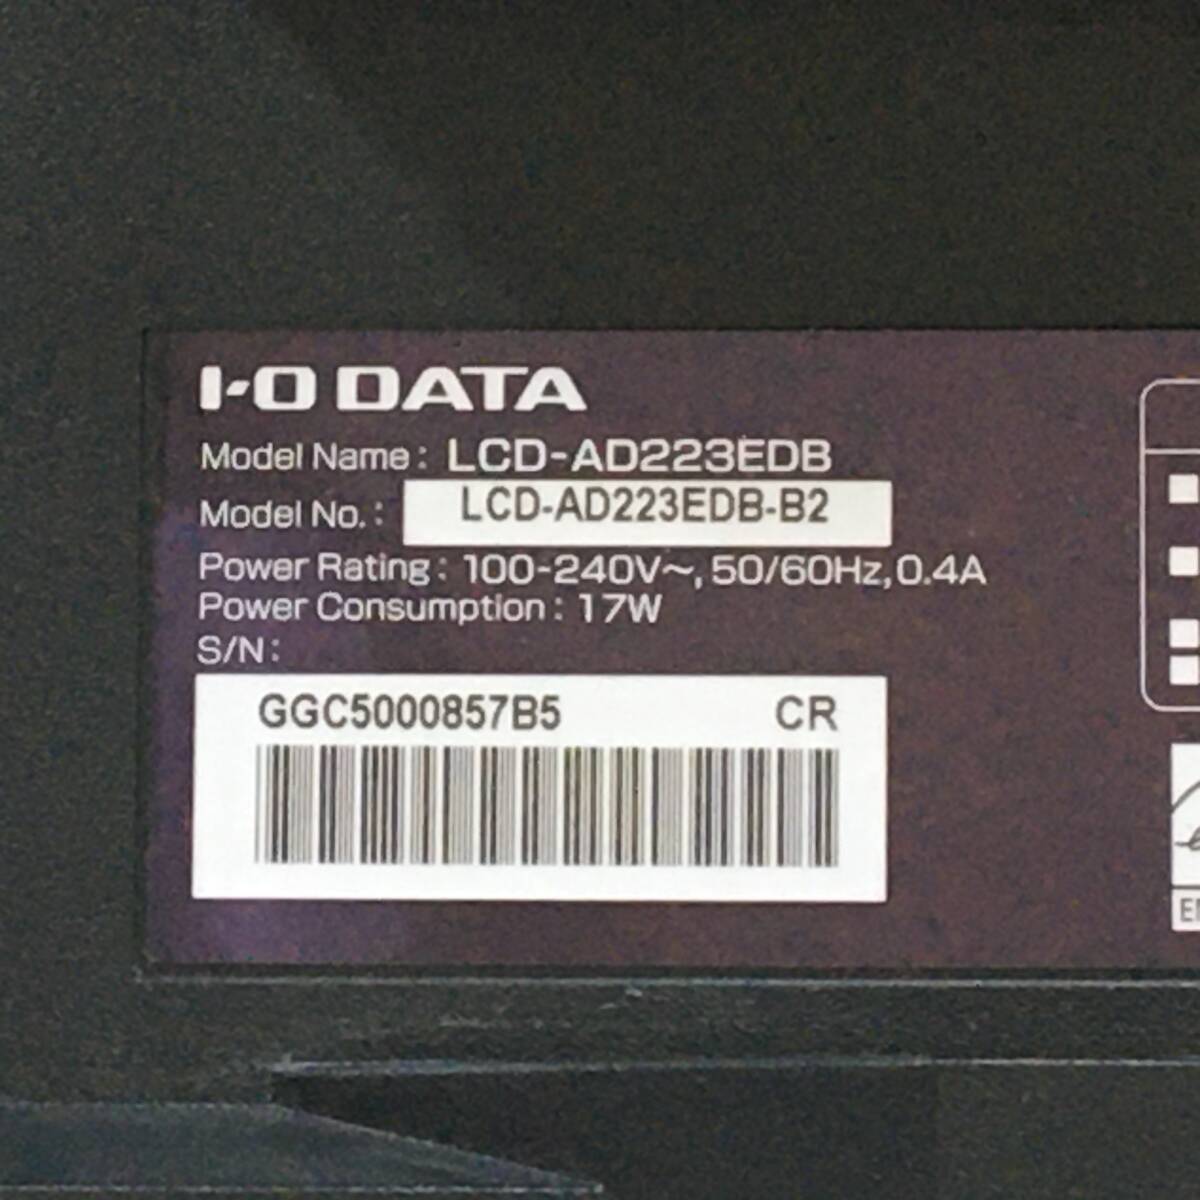 I-O DATA
Model Name: LCD-AD223EDB
Model No.: LCD-AD223EDB-B2
Power Rating: 100-240V~, 50/60Hz, 0.4A
Power Consumption: 17W
S/N:
GGC5000857B5 CR